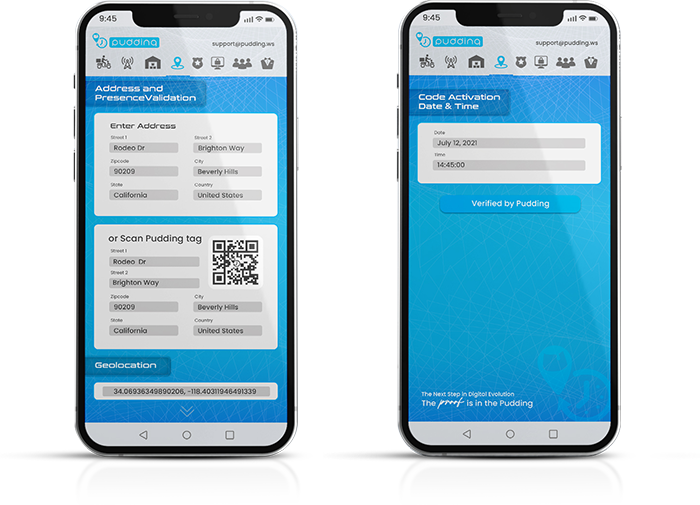 9:45
pudding
support@pudding.ws
Address and
PresenceValidation
Enter Address
Street 1
Street 2
Rodeo Dr
Brighton Way
Zipcode
City
90209
Beverly Hills
State
Country
California
United States
or Scan Pudding tag
Street 1
Rodeo Dr
Street 2
Brighton Way
Zipcode
City
90209
Beverly Hills
State
Country
California
United States
Geolocation
34.06936349890206, -118.40311946491339
9:45
pudding
support@pudding.ws
Code Activation
Date & Time
Date
July 12, 2021
Time
14:45:00
Verified by Pudding
The Next Step in Digital Evolution
The proof is in the Pudding